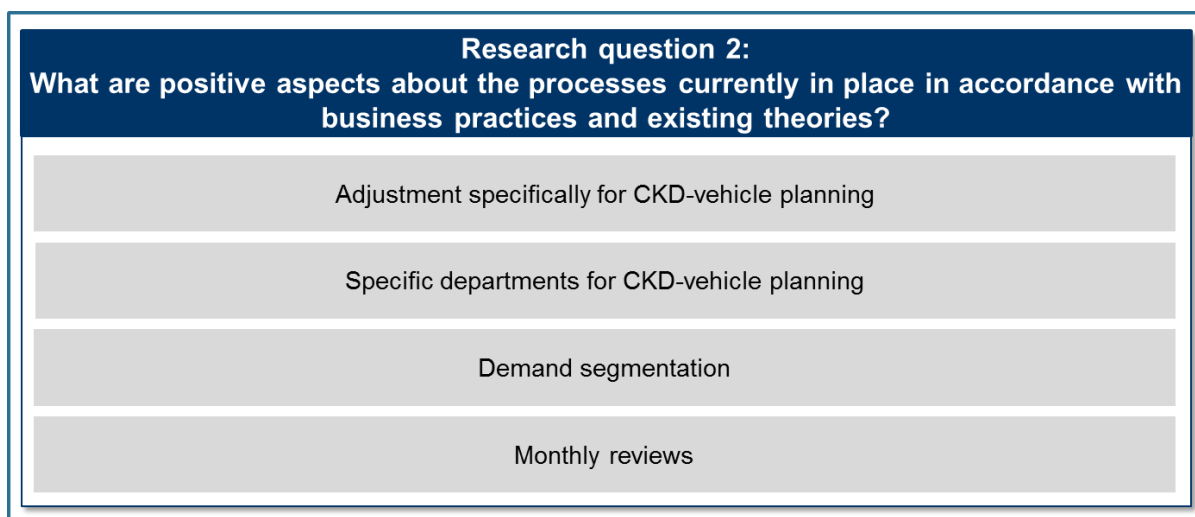 Research question 2:
What are positive aspects about the processes currently in place in accordance with
business practices and existing theories?
Adjustment specifically for CKD-vehicle planning
Specific departments for CKD-vehicle planning
Demand segmentation
Monthly reviews